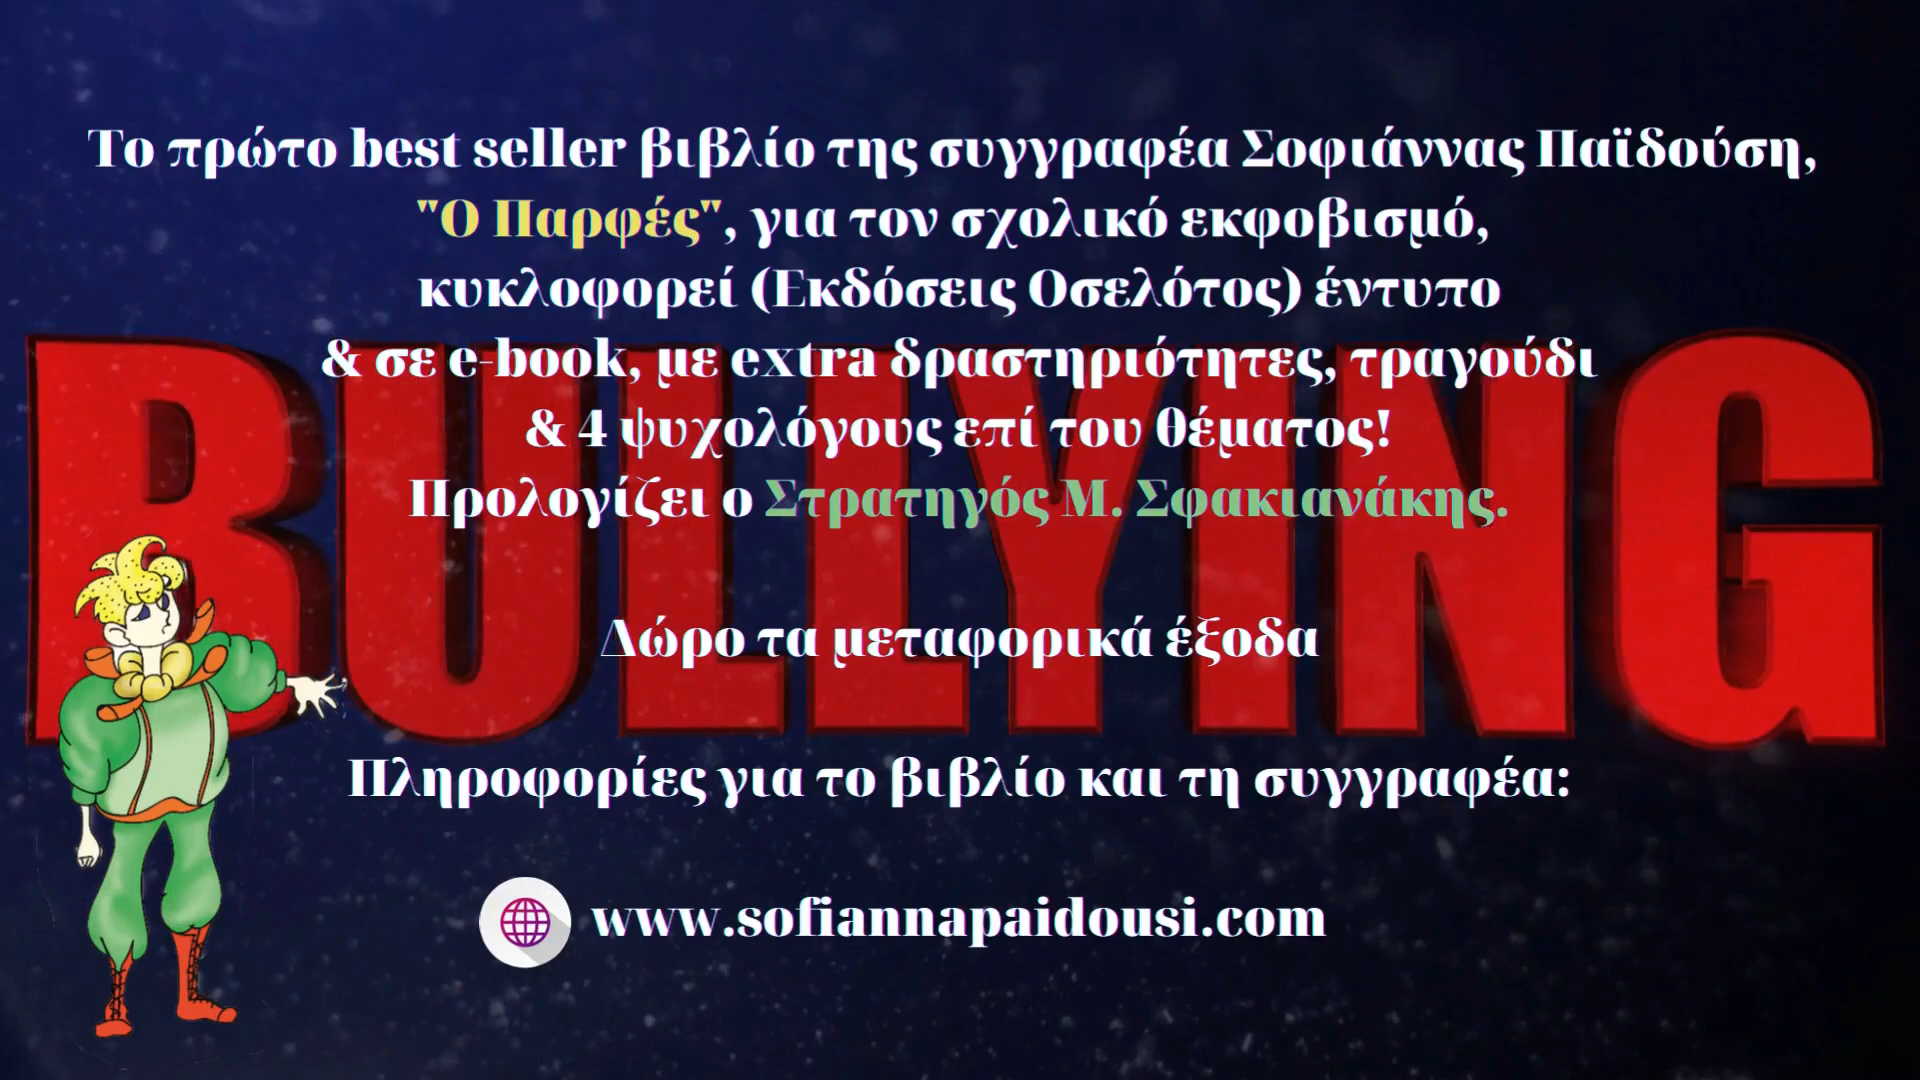 Το πρώτο best seller βιβλίο της συγγραφέα Σοφιάννας Παϊδούση,
"Ο Παρφές", για τον σχολικό εκφοβισμό,
κυκλοφορεί (Εκδόσεις Οσελότος) έντυπο
& σε e-book, με extra δραστηριότητες, τραγούδι
& 4 ψυχολόγους επί του θέματος!
Προλογίζει ο Στρατηγός Μ. Σφακιανάκης.
BULLYING
Δώρο τα μεταφορικά έξοδα
Πληροφορίες για το βιβλίο και τη συγγραφέα:
www.sofiannapaidousi.com